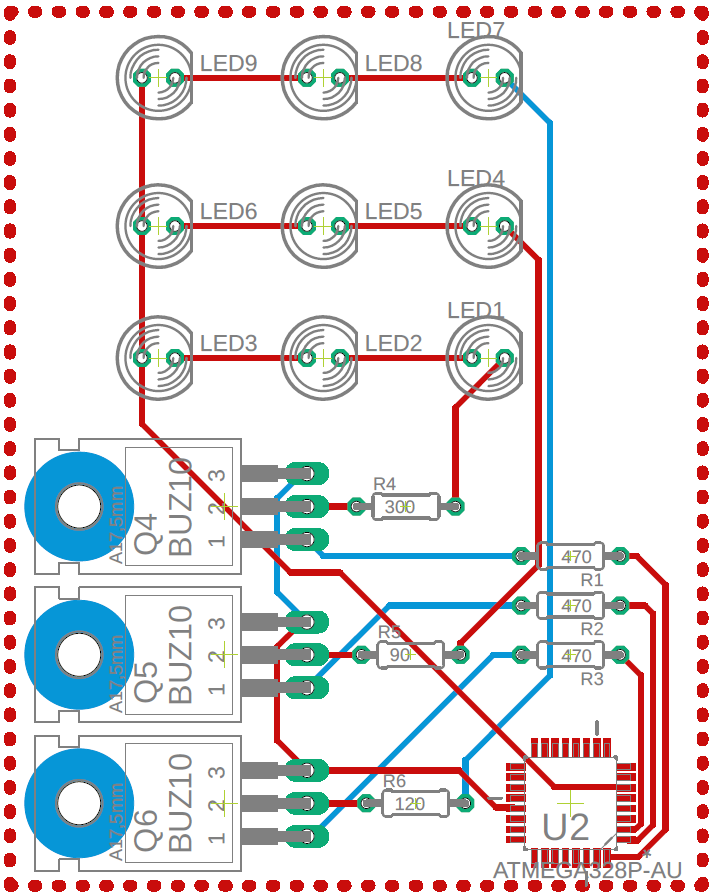 LED7
LED9
LED8
LED4
LED6
LED5
LED1
LED3
LED2
A17,5mm
Q4
BUZ10
3
2
1
R4
300
470
R1
A17,5mm
Q5
BUZ10
3
2
1
R5
90
470
R2
470
R3
A17,5mm
Q6
BUZ10
3
2
1
R6
120
U2
ATMEGA328P-AU